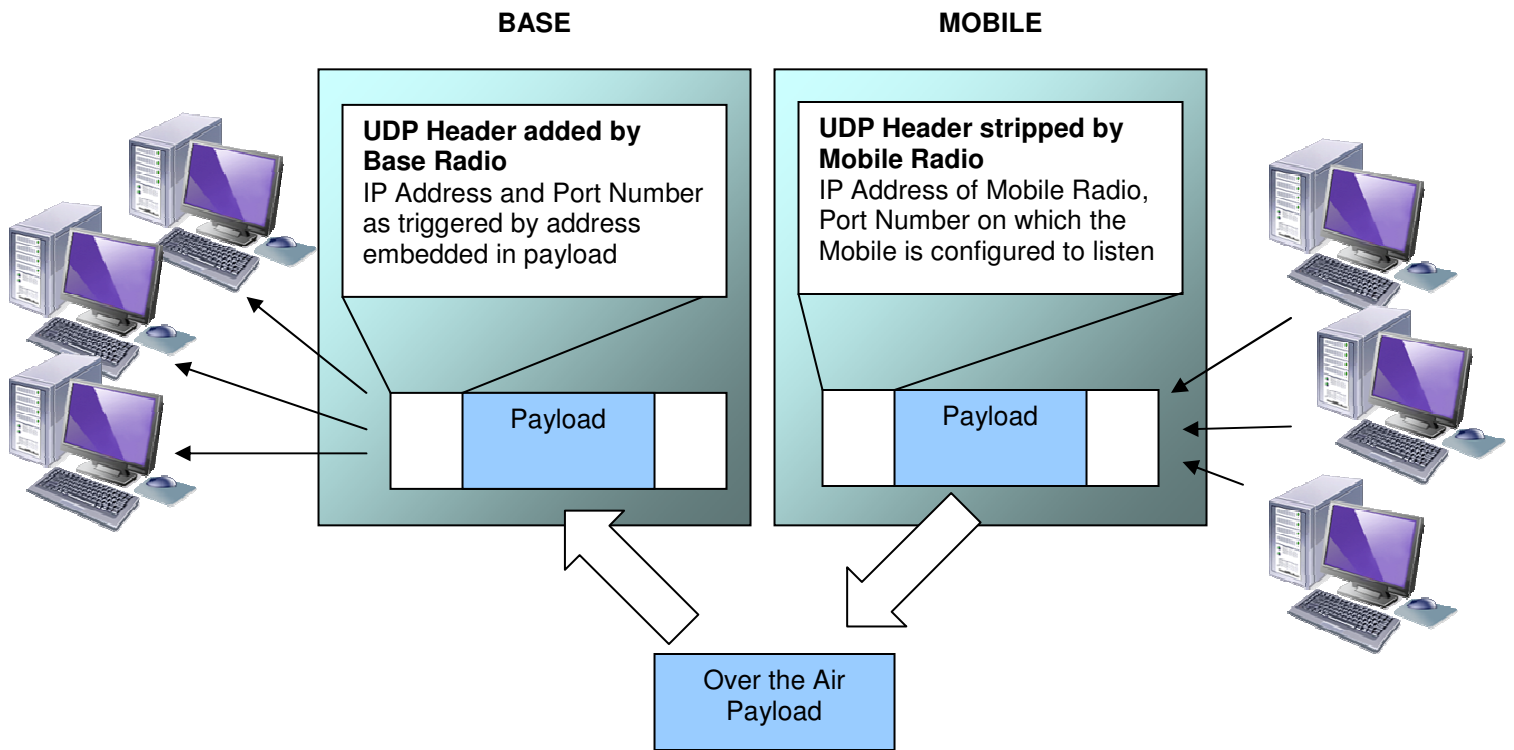 BASE
MOBILE
UDP Header added by
Base Radio
IP Address and Port Number
as triggered by address
embedded in payload
UDP Header stripped by
Mobile Radio
IP Address of Mobile Radio,
Port Number on which the
Mobile is configured to listen
Payload
Payload
Over the Air
Payload